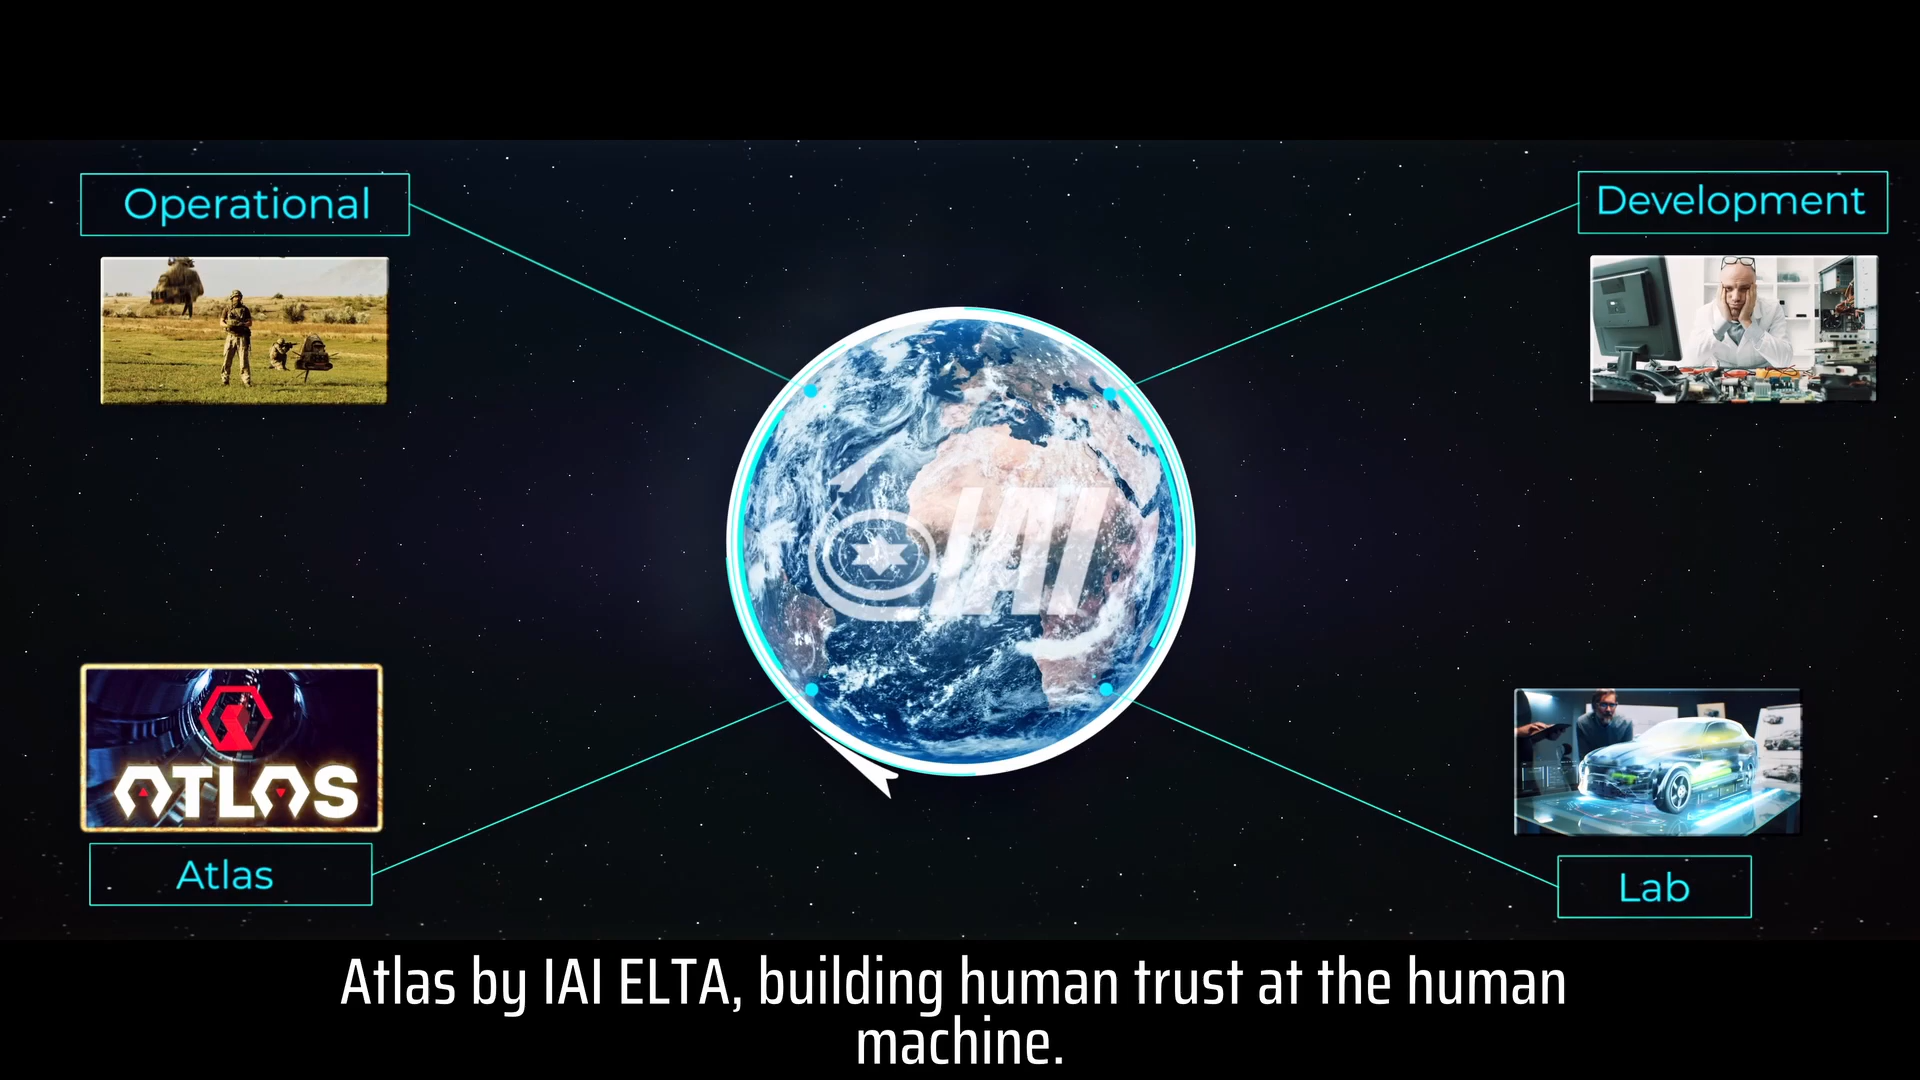 Operational
Development
IAI
ATLAS
Atlas
Lab
Atlas by IAI ELTA, building human trust at the human
machine.